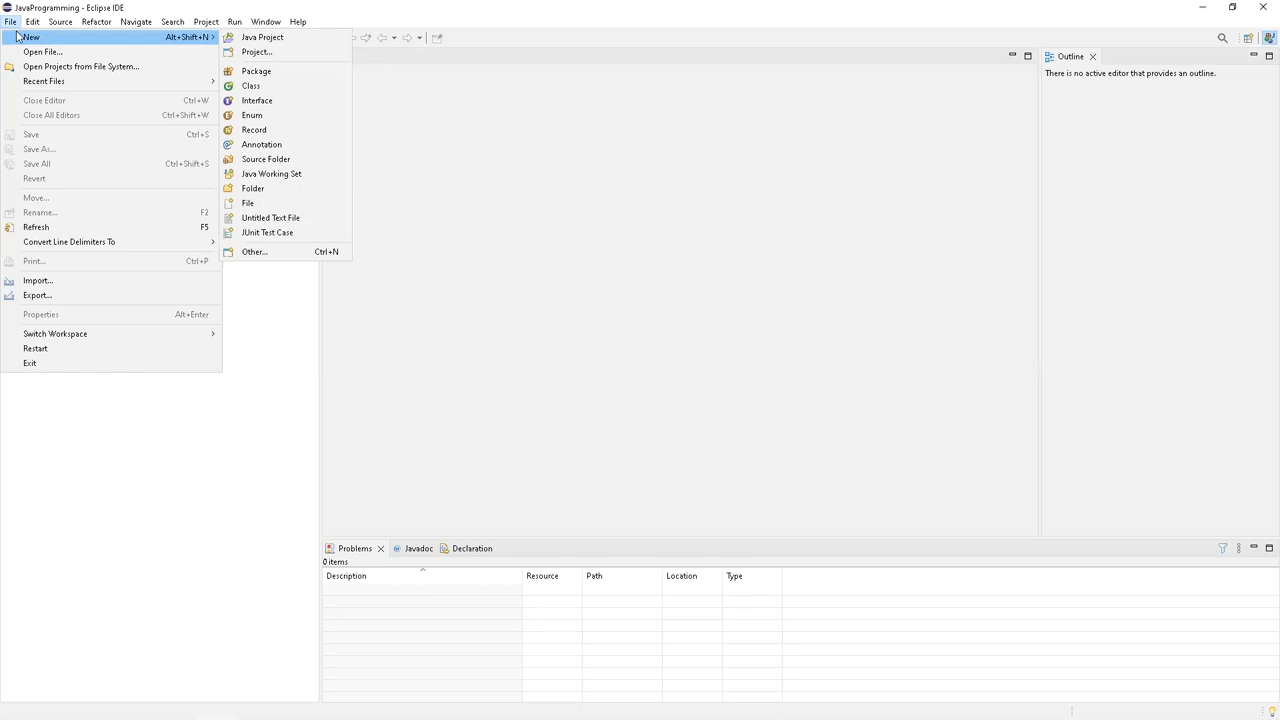 JavaProgramming - Eclipse IDE
File Edit Source Refactor Navigate Search Project Run Window Help
New Alt+Shift+N
Open File...
Open Projects from File System...
Recent Files
Close Editor Ctrl+W
Close All Editors Ctrl+Shift+W
Save Ctrl+S
Save As...
Save All Ctrl+Shift+S
Revert
Move...
Rename... F2
Refresh F5
Convert Line Delimiters To
Print... Ctrl+P
Import...
Export...
Properties Alt+Enter
Switch Workspace
Restart
Exit
Java Project
Project...
Package
Class
Interface
Enum
Record
Annotation
Source Folder
Java Working Set
Folder
File
Untitled Text File
JUnit Test Case
Other... Ctrl+N
Outline
There is no active editor that provides an outline.
Problems Javadoc Declaration
0 items
Description Resource Path Location Type